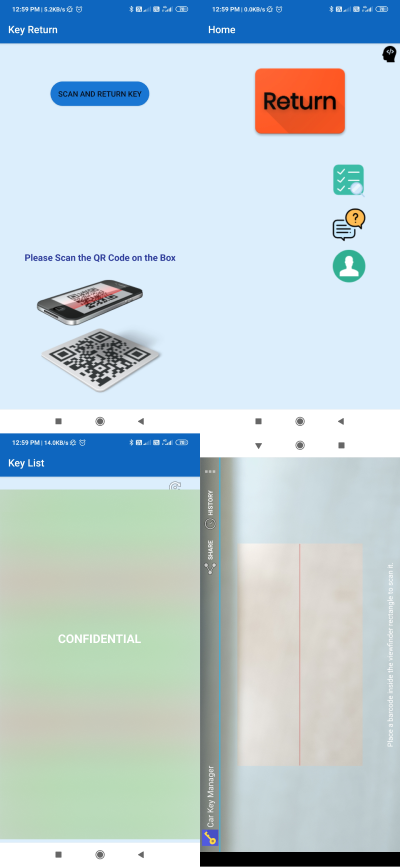 12:59 PM | 5.2KB/s
Key Return
SCAN AND RETURN KEY
Please Scan the QR Code on the Box
12:59 PM | 0.0KB/s
Home
Return
12:59 PM | 14.0KB/s
Key List
CONFIDENTIAL
HISTORY
SHARE
Car Key Manager
Place a barcode inside the viewfinder rectangle to scan it.